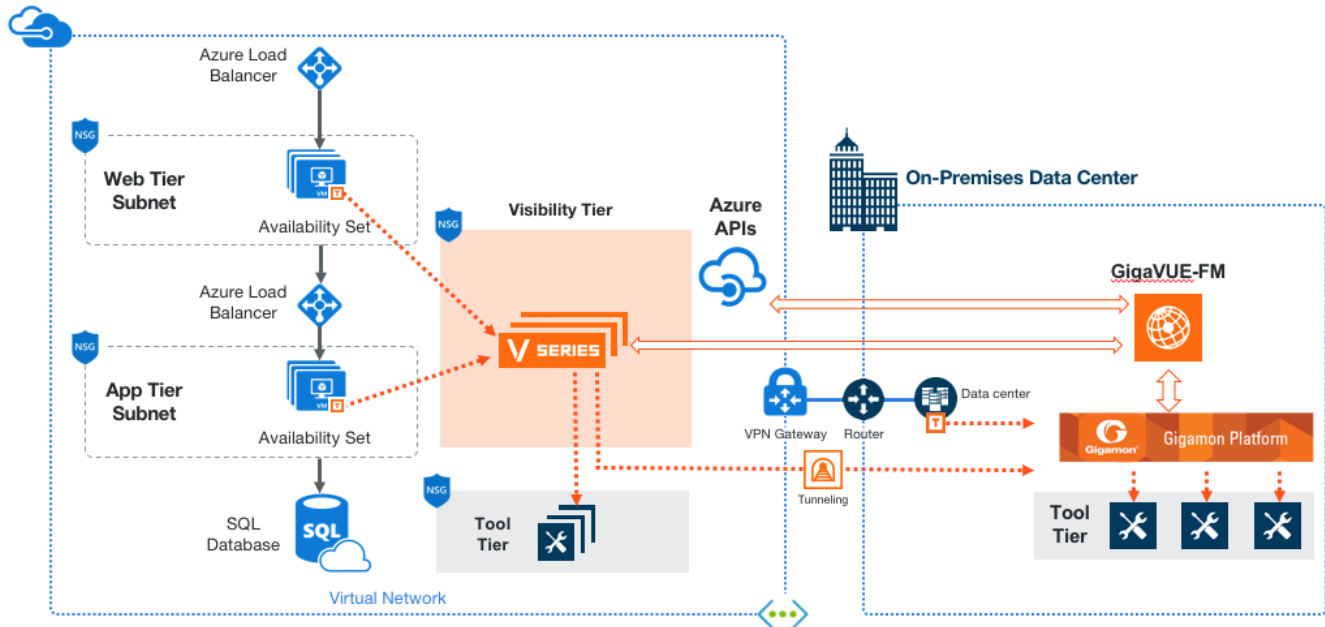 Azure Load
Balancer
NSG
Web Tier
Subnet
VM
T
Availability Set
Azure Load
Balancer
NSG
App Tier
Subnet
VM
T
Availability Set
SQL
Database
SQL
Virtual Network
NSG
Visibility Tier
V SERIES
NSG
Tool
Tier
Azure
APIs
On-Premises Data Center
GigaVUE-FM
VPN Gateway
Router
Data center
T
Tunneling
Gigamon®
Gigamon Platform
Tool
Tier